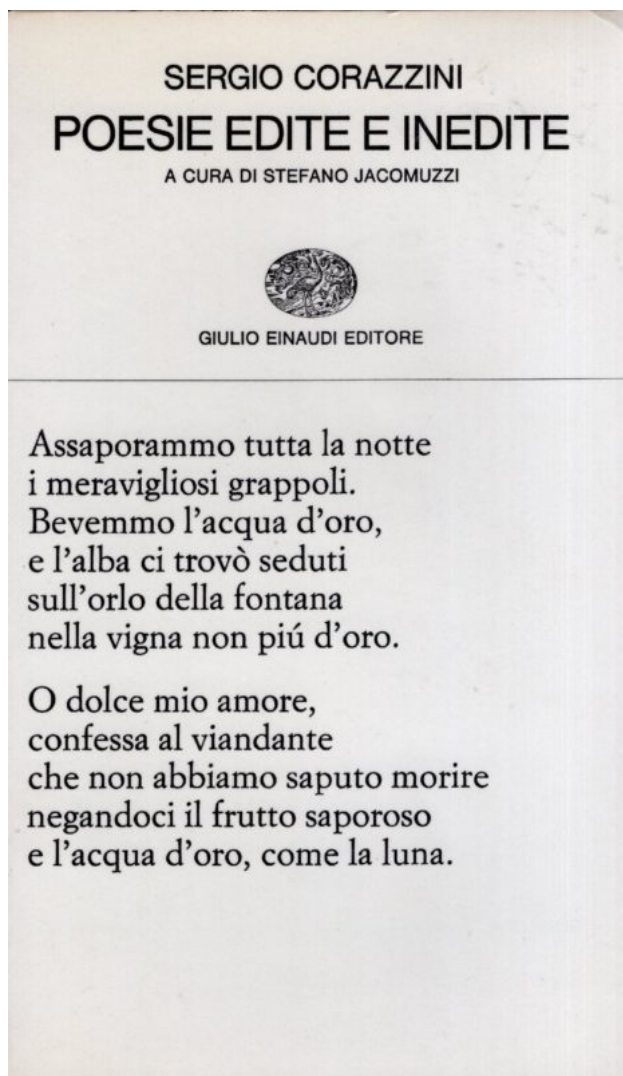 SERGIO CORAZZINI
POESIE EDITE E INEDITE
A CURA DI STEFANO JACOMUZZI
GIULIO EINAUDI EDITORE
Assaporammo tutta la notte
i meravigliosi grappoli.
Bevemmo l’acqua d’oro,
e l’alba ci trovò seduti
sull’orlo della fontana
nella vigna non piú d’oro.
O dolce mio amore,
confessa al viandante
che non abbiamo saputo morire
negandoci il frutto saporoso
e l’acqua d’oro, come la luna.